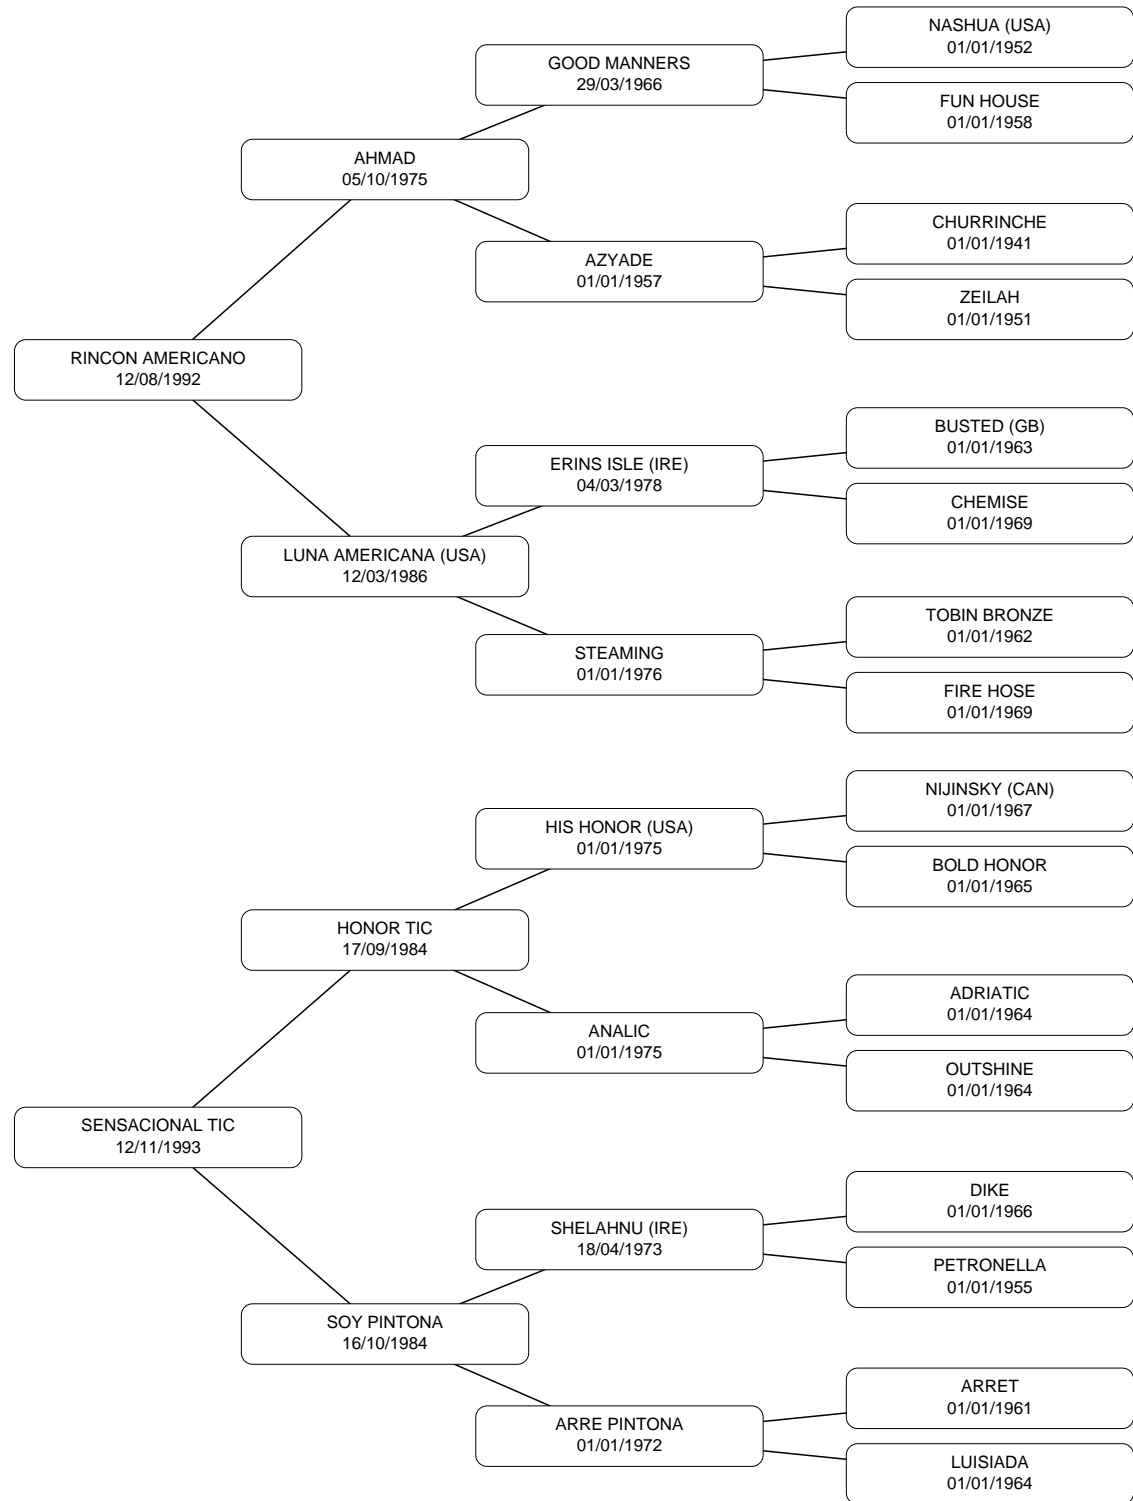 NASHUA (USA)
01/01/1952
GOOD MANNERS
29/03/1966
FUN HOUSE
01/01/1958
AHMAD
05/10/1975
CHURRINCHE
01/01/1941
AZYADE
01/01/1957
ZEILAH
01/01/1951
RINCON AMERICANO
12/08/1992
BUSTED (GB)
01/01/1963
ERINS ISLE (IRE)
04/03/1978
CHEMISE
01/01/1969
LUNA AMERICANA (USA)
12/03/1986
TOBIN BRONZE
01/01/1962
STEAMING
01/01/1976
FIRE HOSE
01/01/1969
NIJINSKY (CAN)
01/01/1967
HIS HONOR (USA)
01/01/1975
BOLD HONOR
01/01/1965
HONOR TIC
17/09/1984
ADRIATIC
01/01/1964
ANALIC
01/01/1975
OUTSHINE
01/01/1964
SENSACIONAL TIC
12/11/1993
DIKE
01/01/1966
SHELAHNU (IRE)
18/04/1973
PETRONELLA
01/01/1955
SOY PINTONA
16/10/1984
ARRET
01/01/1961
ARRE PINTONA
01/01/1972
LUISIADA
01/01/1964